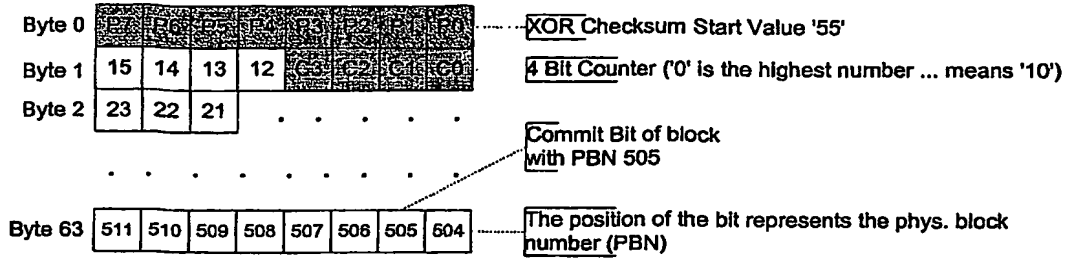 Byte 0 P7 P6 P5 P4 P3 P2 P1 P0 XOR Checksum Start Value '55'
Byte 1 15 14 13 12 C3 C2 C1 C0 4 Bit Counter ('0' is the highest number ... means '10')
Byte 2 23 22 21 . . . . .
Commit Bit of block
with PBN 505
. . . . . . . .
Byte 63 511 510 509 508 507 506 505 504 The position of the bit represents the phys. block
number (PBN)